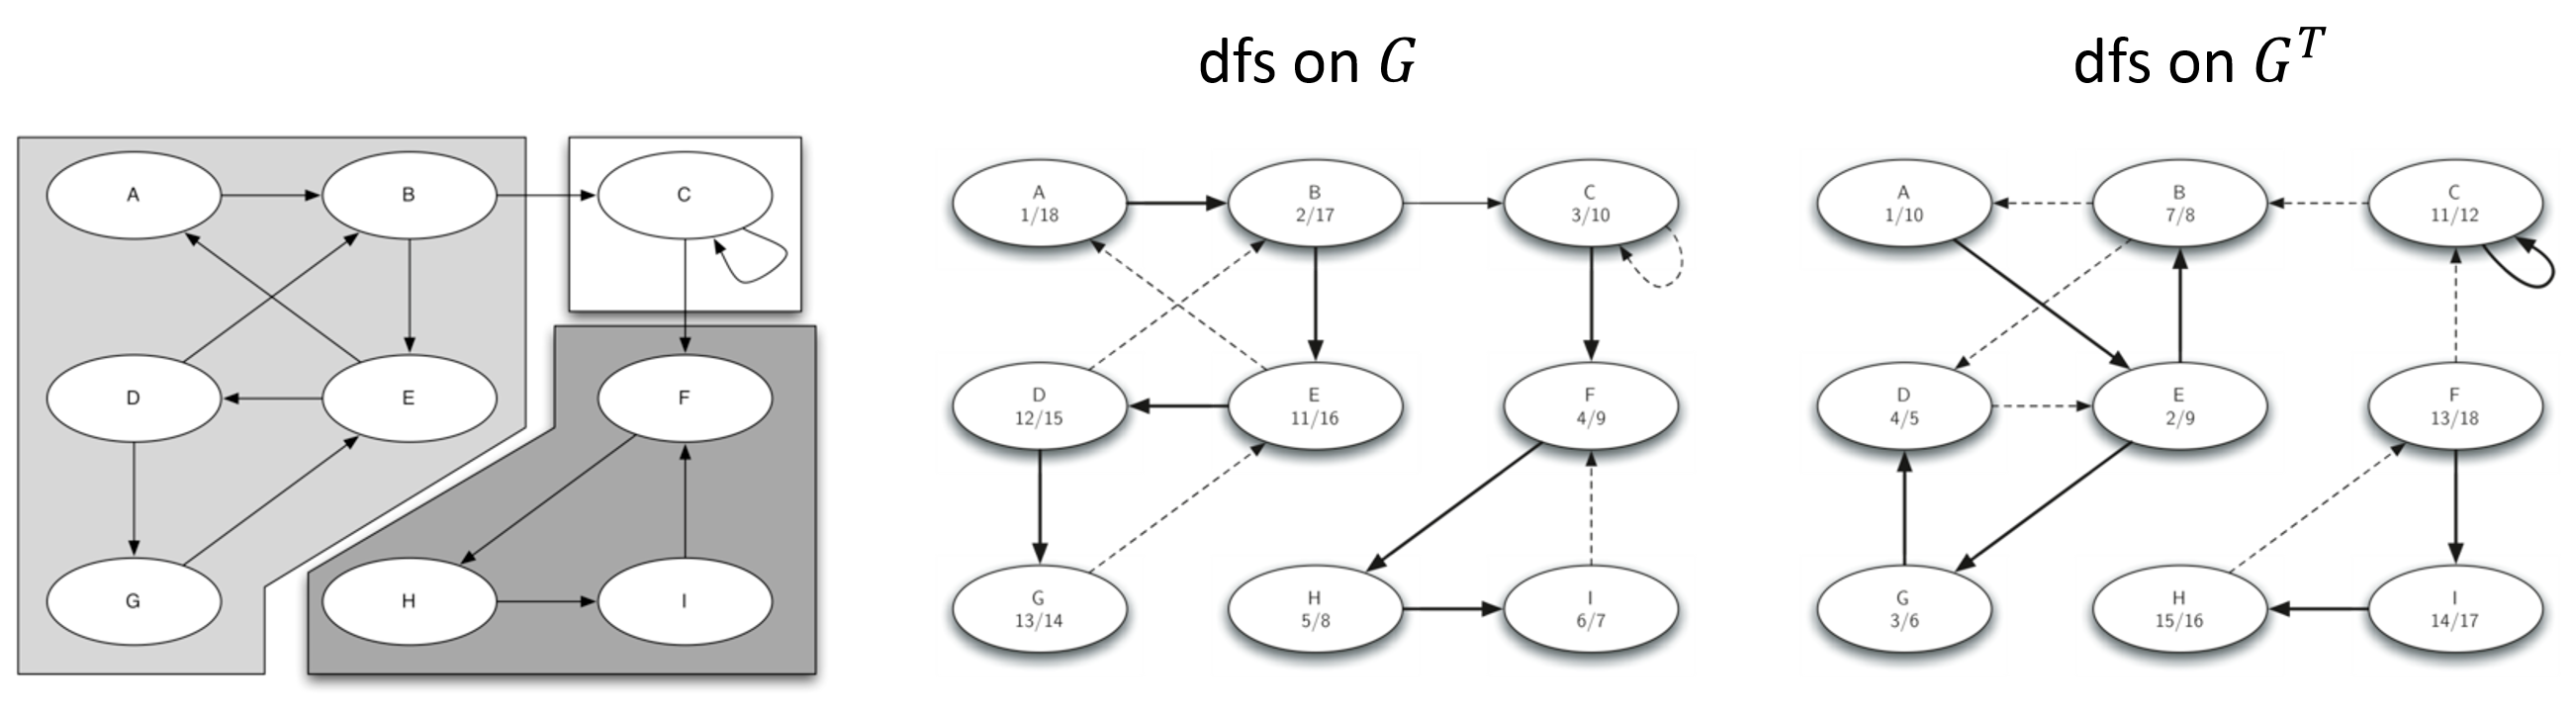 dfs on G
dfs on G^T
A
B
C
D
E
F
G
H
I
A
1/18
B
2/17
C
3/10
D
12/15
E
11/16
F
4/9
G
13/14
H
5/8
I
6/7
A
1/10
B
7/8
C
11/12
D
4/5
E
2/9
F
13/18
G
3/6
H
15/16
I
14/17